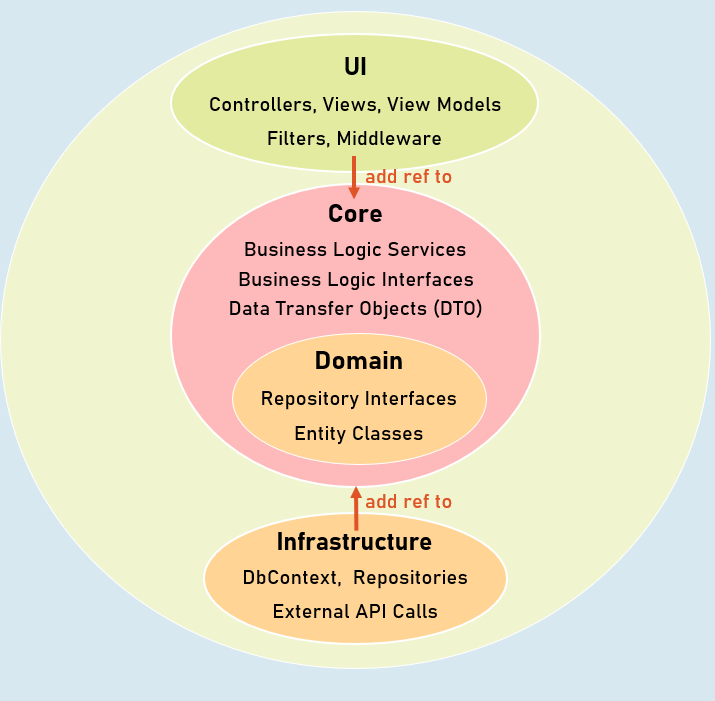 UI
Controllers, Views, View Models
Filters, Middleware
add ref to
Core
Business Logic Services
Business Logic Interfaces
Data Transfer Objects (DTO)
Domain
Repository Interfaces
Entity Classes
add ref to
Infrastructure
DbContext, Repositories
External API Calls